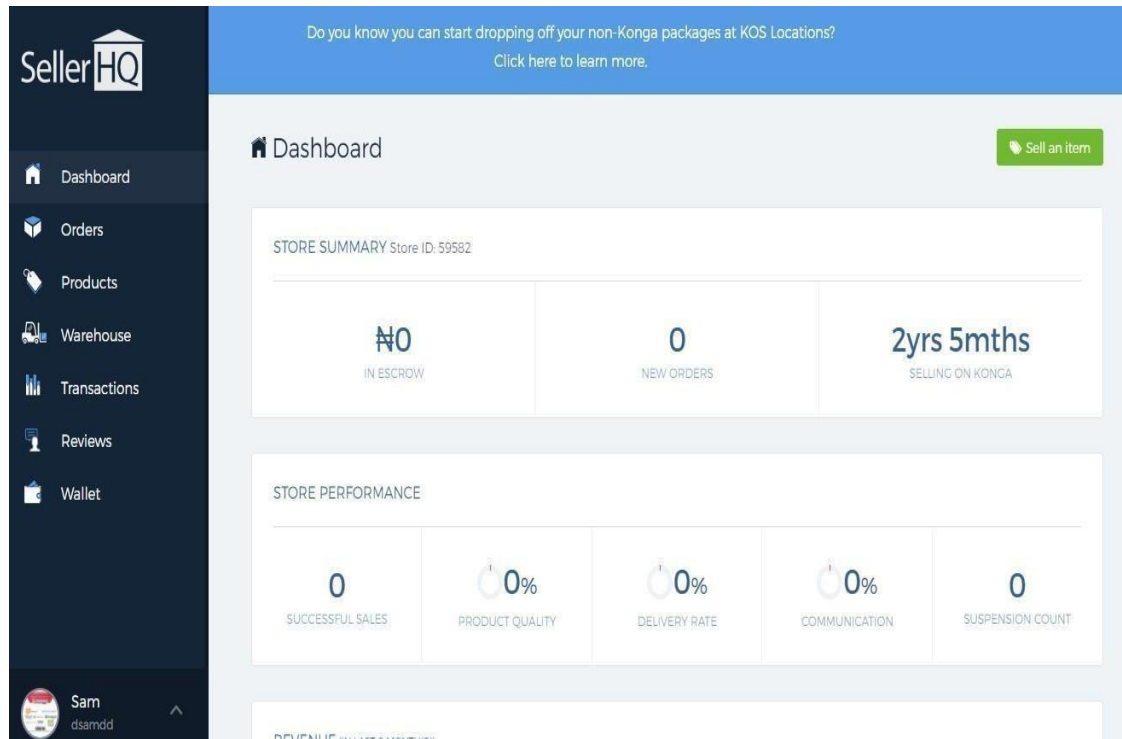 SellerHQ
Do you know you can start dropping off your non-Konga packages at KOS Locations?
Click here to learn more.
Dashboard
Orders
Products
Warehouse
Transactions
Reviews
Wallet
Sam
dsamdd
Dashboard
Sell an item
STORE SUMMARY Store ID: 59582
₦0
IN ESCROW
0
NEW ORDERS
2yrs 5mths
SELLING ON KONGA
STORE PERFORMANCE
0
SUCCESSFUL SALES
0%
PRODUCT QUALITY
0%
DELIVERY RATE
0%
COMMUNICATION
0
SUSPENSION COUNT
REVENUE